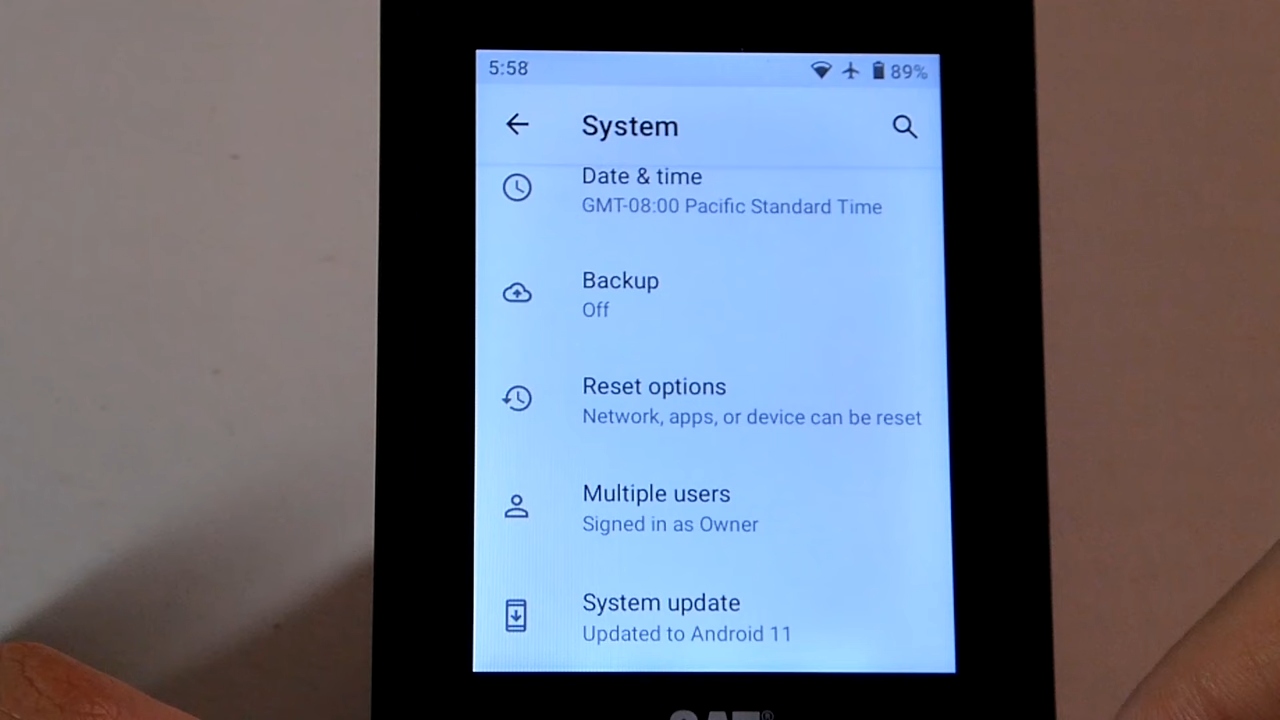 5:58 89%
System
Date & time
GMT-08:00 Pacific Standard Time
Backup
Off
Reset options
Network, apps, or device can be reset
Multiple users
Signed in as Owner
System update
Updated to Android 11
CAT®